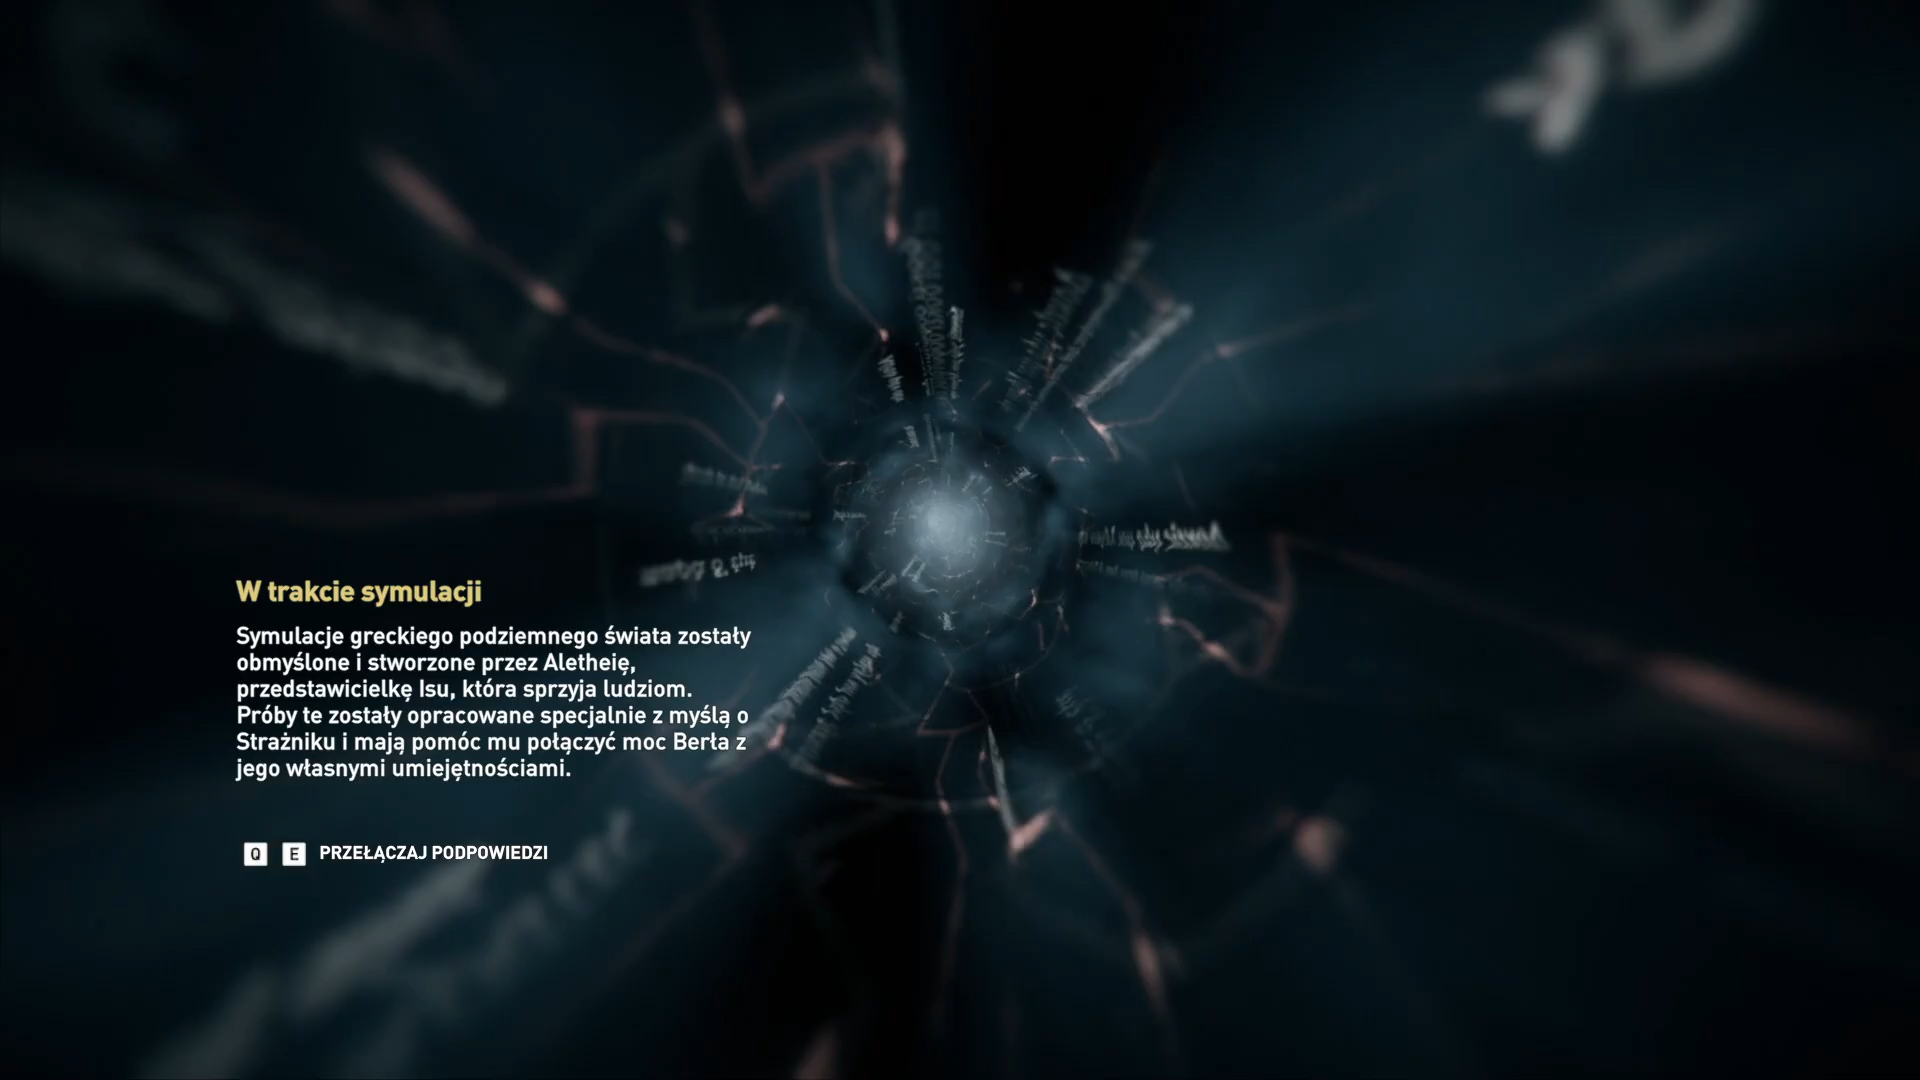 W trakcie symulacji
Symulacje greckiego podziemnego świata zostały
obmyślone i stworzone przez Aletheię,
przedstawicielkę Isu, która sprzyja ludziom.
Próby te zostały opracowane specjalnie z myślą o
Strażniku i mają pomóc mu połączyć moc Berła z
jego własnymi umiejętnościami.
Q E PRZEŁĄCZAJ PODPOWIEDZI